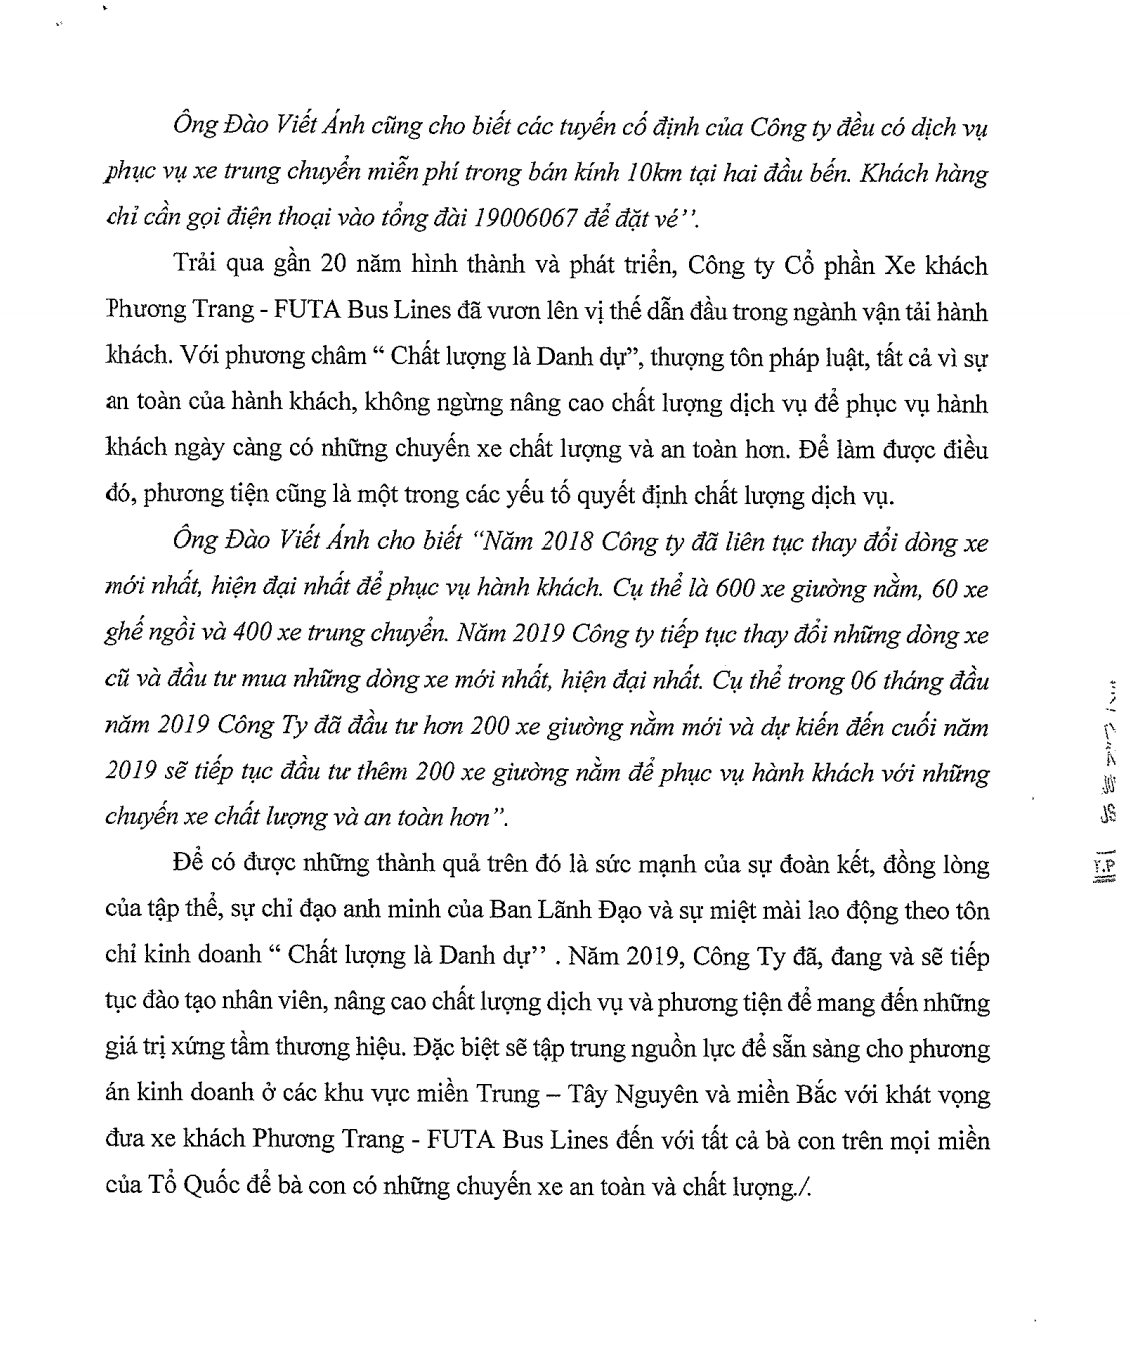 Ông Đào Viết Ánh cũng cho biết các tuyến cố định của Công ty đều có dịch vụ
phục vụ xe trung chuyển miễn phí trong bán kính 10km tại hai đầu bến. Khách hàng
chỉ cần gọi điện thoại vào tổng đài 19006067 để đặt vé’’.
Trải qua gần 20 năm hình thành và phát triển, Công ty Cổ phần Xe khách
Phương Trang - FUTA Bus Lines đã vươn lên vị thế dẫn đầu trong ngành vận tải hành
khách. Với phương châm “ Chất lượng là Danh dự”, thượng tôn pháp luật, tất cả vì sự
an toàn của hành khách, không ngừng nâng cao chất lượng dịch vụ để phục vụ hành
khách ngày càng có những chuyến xe chất lượng và an toàn hơn. Để làm được điều
đó, phương tiện cũng là một trong các yếu tố quyết định chất lượng dịch vụ.
Ông Đào Viết Ánh cho biết “Năm 2018 Công ty đã liên tục thay đổi dòng xe
mới nhất, hiện đại nhất để phục vụ hành khách. Cụ thể là 600 xe giường nằm, 60 xe
ghế ngồi và 400 xe trung chuyển. Năm 2019 Công ty tiếp tục thay đổi những dòng xe
cũ và đầu tư mua những dòng xe mới nhất, hiện đại nhất. Cụ thể trong 06 tháng đầu
năm 2019 Công Ty đã đầu tư hơn 200 xe giường nằm mới và dự kiến đến cuối năm
2019 sẽ tiếp tục đầu tư thêm 200 xe giường nằm để phục vụ hành khách với những
chuyến xe chất lượng và an toàn hơn”.
Để có được những thành quả trên đó là sức mạnh của sự đoàn kết, đồng lòng
của tập thể, sự chỉ đạo anh minh của Ban Lãnh Đạo và sự miệt mài lao động theo tôn
chỉ kinh doanh “ Chất lượng là Danh dự’’ . Năm 2019, Công Ty đã, đang và sẽ tiếp
tục đào tạo nhân viên, nâng cao chất lượng dịch vụ và phương tiện để mang đến những
giá trị xứng tầm thương hiệu. Đặc biệt sẽ tập trung nguồn lực để sẵn sàng cho phương
án kinh doanh ở các khu vực miền Trung – Tây Nguyên và miền Bắc với khát vọng
đưa xe khách Phương Trang - FUTA Bus Lines đến với tất cả bà con trên mọi miền
của Tổ Quốc để bà con có những chuyến xe an toàn và chất lượng./.